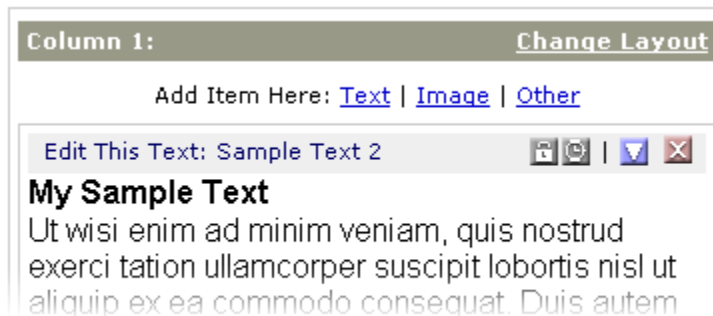 Column 1: Change Layout
Add Item Here: Text | Image | Other
Edit This Text: Sample Text 2 |
My Sample Text
Ut wisi enim ad minim veniam, quis nostrud
exerci tation ullamcorper suscipit lobortis nisl ut
aliquip ex ea commodo consequat. Duis autem